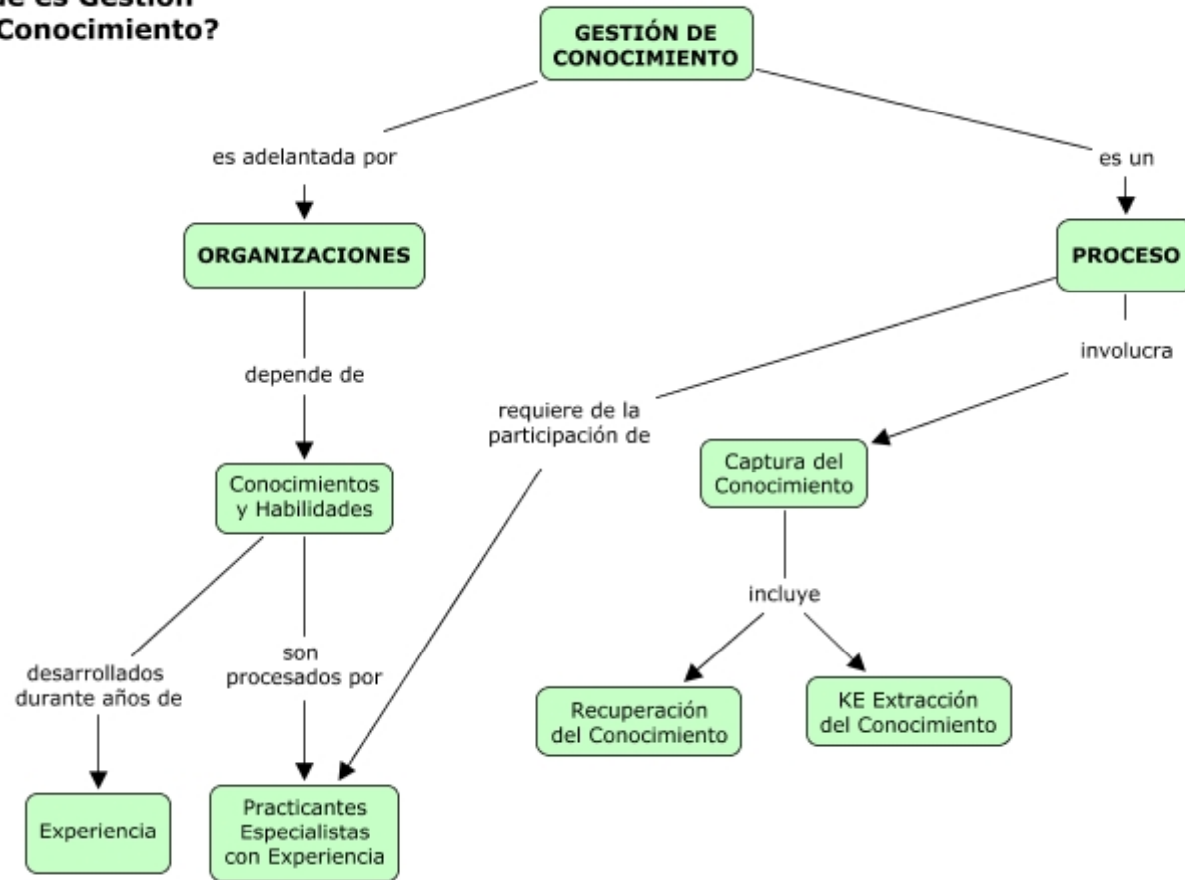 es Gestión
Conocimiento?
GESTIÓN DE
CONOCIMIENTO
es adelantada por
es un
ORGANIZACIONES
PROCESO
depende de
involucra
requiere de la
participación de
Captura del
Conocimiento
Conocimientos
y Habilidades
incluye
desarrollados
durante años de
son
procesados por
Recuperación
del Conocimiento
KE Extracción
del Conocimiento
Experiencia
Practicantes
Especialistas
con Experiencia